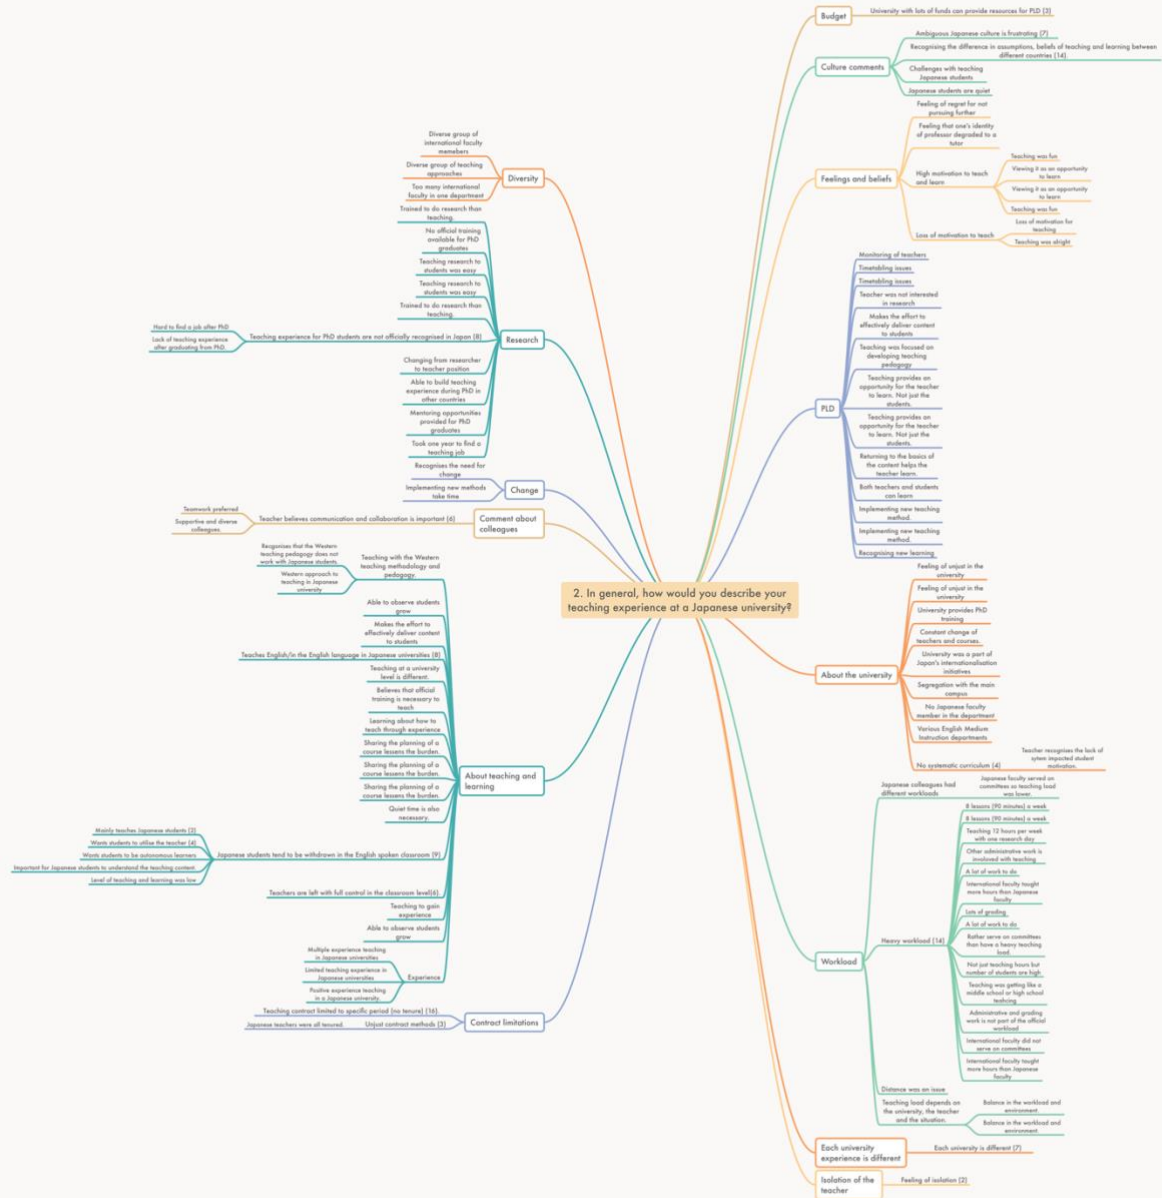 2. In general, how would you describe your
teaching experience at a Japanese university?
Budget
University with lots of funds can provide resources for PLD (2)
Culture comments
Ambiguous Japanese culture is frustrating (7)
Recognising the difference in assumptions, beliefs of teaching and learning between
different countries (14).
Challenges with teaching
Japanese students
Japanese students are quiet
Feelings and beliefs
Feeling of regret for not
pursuing further
Feeling that one's identity
of professor degraded to a
tutor
High motivation to teach
and learn
Teaching was fun
Viewing it as an opportunity
to learn
Viewing it as an opportunity
to learn
Teaching was fun
Loss of motivation to teach
Loss of motivation for
teaching
Teaching was alright
PLD
Monitoring of teachers
Timetabling issues
Timetabling issues
Teacher was not interested
in research
Makes the effort to
effectively deliver content
to students
Teaching was focused on
developing teaching
pedagogy
Teaching provides an
opportunity for the teacher
to learn. Not just the
students.
Teaching provides an
opportunity for the teacher
to learn. Not just the
students.
Returning to the basics of
the content helps the
teacher learn.
Both teachers and students
can learn
Implementing new teaching
method.
Implementing new teaching
method.
Recognising new learning
About the university
Feeling of unjust in the
university
Feeling of unjust in the
university
University provides PhD
training
Constant change of
teachers and courses.
University was a part of
Japan's internationalisation
initiatives
Segregation with the main
campus
No Japanese faculty
member in the department
Various English Medium
Instruction departments
No systematic curriculum (4)
Teacher recognises the lack of
sytem impacted student
motivation.
Workload
Japanese colleagues had
different workloads
Japanese faculty served on
committees so teaching load
was lower.
Heavy workload (14)
8 lessons (90 minutes) a week
8 lessons (90 minutes) a week
Teaching 12 hours per week
with one research day
Other administrative work is
involoved with teaching
A lot of work to do
International faculty taught
more hours than Japanese
faculty
Lots of grading
A lot of work to do
Rather serve on committees
than have a heavy teaching
load.
Not just teaching hours but
number of students are high
Teaching was getting like a
middle school or high school
teahcing
Administrative and grading
work is not part of the official
workload
International faculty did not
serve on committees
International faculty taught
more hours than Japanese
faculty
Distance was an issue
Teaching load depends on
the university, the teacher
and the situation.
Balance in the workload and
environment.
Balance in the workload and
environment.
Each university
experience is different
Each university is different (7)
Isolation of the
teacher
Feeling of isolation (2)
Diversity
Diverse group of
international faculty
memebers
Diverse group of teaching
approaches
Too many international
faculty in one department
Research
Trained to do research than
teaching.
No official training
available for PhD
graduates
Teaching research to
students was easy
Teaching research to
students was easy
Trained to do research than
teaching.
Teaching experience for PhD students are not officially recognised in Japan (8)
Hard to find a job after PhD
Lack of teaching experience
after graduating from PhD.
Changing from researcher
to teacher position
Able to build teaching
experience during PhD in
other countries
Mentoring opportunities
provided for PhD
graduates
Took one year to find a
teaching job
Change
Recognises the need for
change
Implementing new methods
take time
Comment about
colleagues
Teacher believes communication and collaboration is important (6)
Teamwork preferred
Supportive and diverse
colleagues.
About teaching and
learning
Teaching with the Western
teaching methodology and
pedagogy.
Recognises that the Western
teaching pedagogy does not
work with Japanese students.
Western approach to
teaching in Japanese
university
Able to observe students
grow
Makes the effort to
effectively deliver content
to students
Teaches English/in the English language in Japanese universities (8)
Teaching at a university
level is different.
Believes that official
training is necessary to
teach
Learning about how to
teach through experience
Sharing the planning of a
course lessens the burden.
Sharing the planning of a
course lessens the burden.
Sharing the planning of a
course lessens the burden.
Quiet time is also
necessary.
Japanese students tend to be withdrawn in the English spoken classroom (9)
Mainly teaches Japanese students (2)
Wants students to utilise the teacher (4)
Wants students to be autonomous learners
Important for Japanese students to understand the teaching content
Level of teaching and learning was low
Teachers are left with full control in the classroom level(6).
Teaching to gain
experience
Able to observe students
grow
Experience
Multiple experience teaching
in Japanese universities
Limited teaching experience in
Japanese universities
Positive experience teaching
in a Japanese university.
Contract limitations
Teaching contract limited to specific period (no tenure) (16).
Unjust contract methods (3)
Japanese teachers were all tenured.